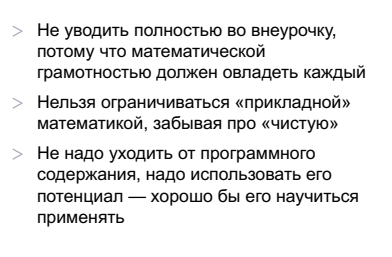 > Не уводить полностью во внеурочку,
потому что математической
грамотностью должен овладеть каждый
> Нельзя ограничиваться «прикладной»
математикой, забывая про «чистую»
> Не надо уходить от программного
содержания, надо использовать его
потенциал — хорошо бы его научиться
применять